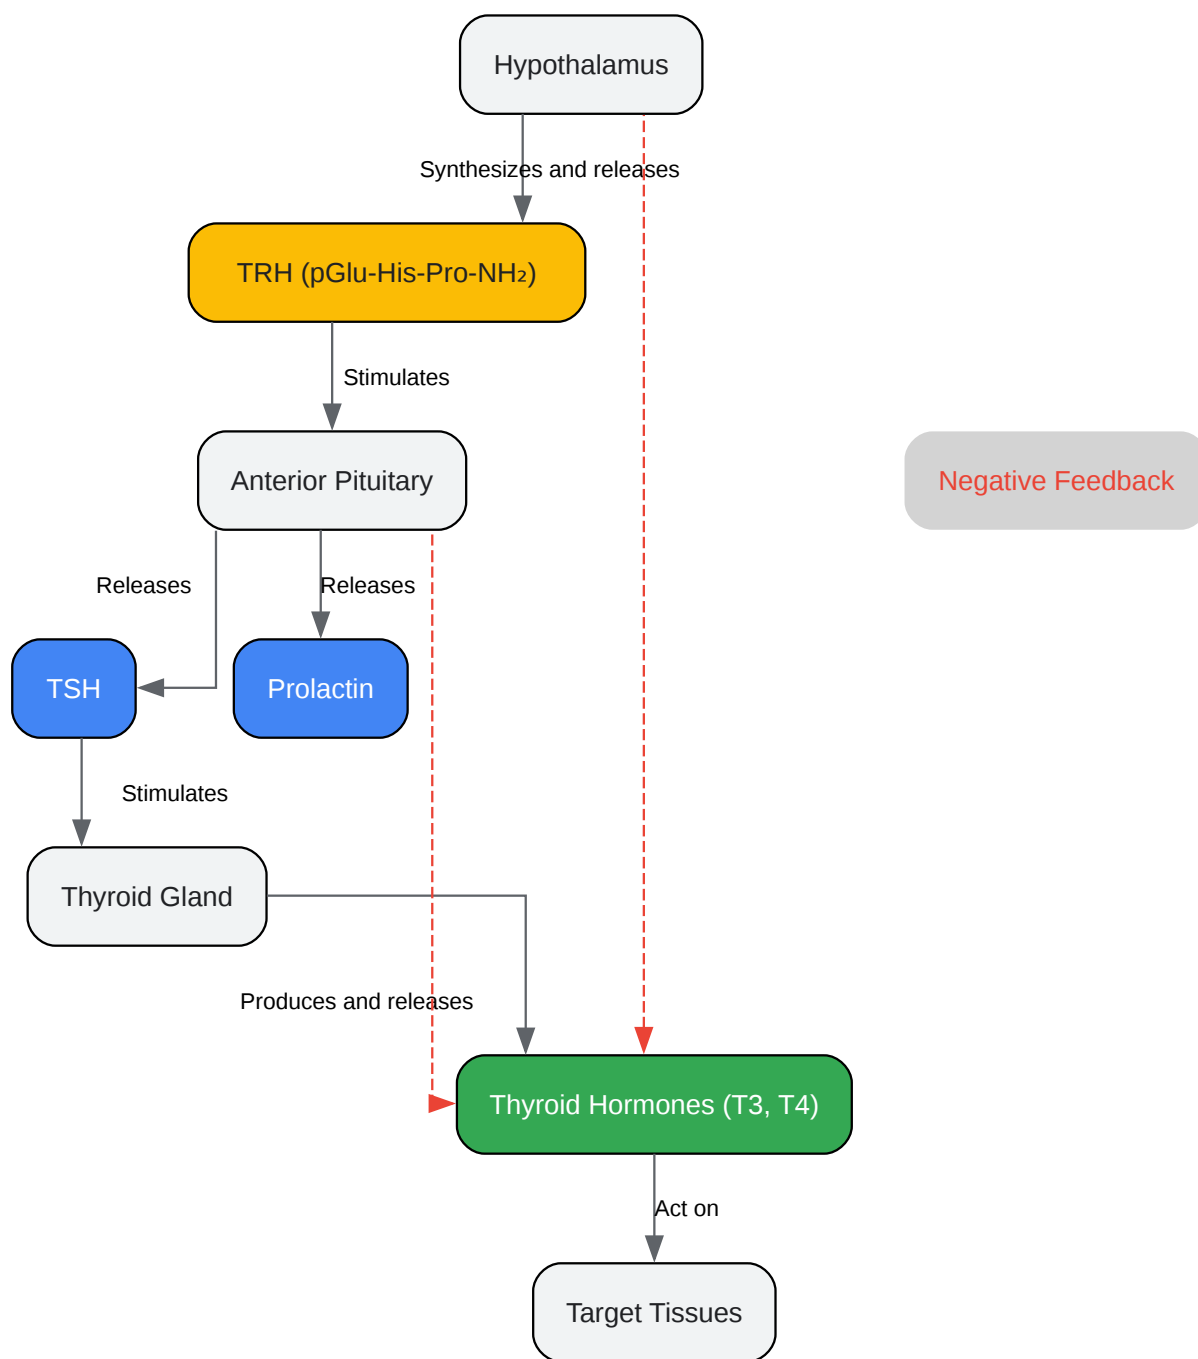 Hypothalamus
Synthesizes and releases
TRH (pGlu-His-Pro-NH₂)
Stimulates
Anterior Pituitary
Negative Feedback
Releases
Releases
TSH
Prolactin
Stimulates
Thyroid Gland
Produces and releases
Thyroid Hormones (T3, T4)
Act on
Target Tissues